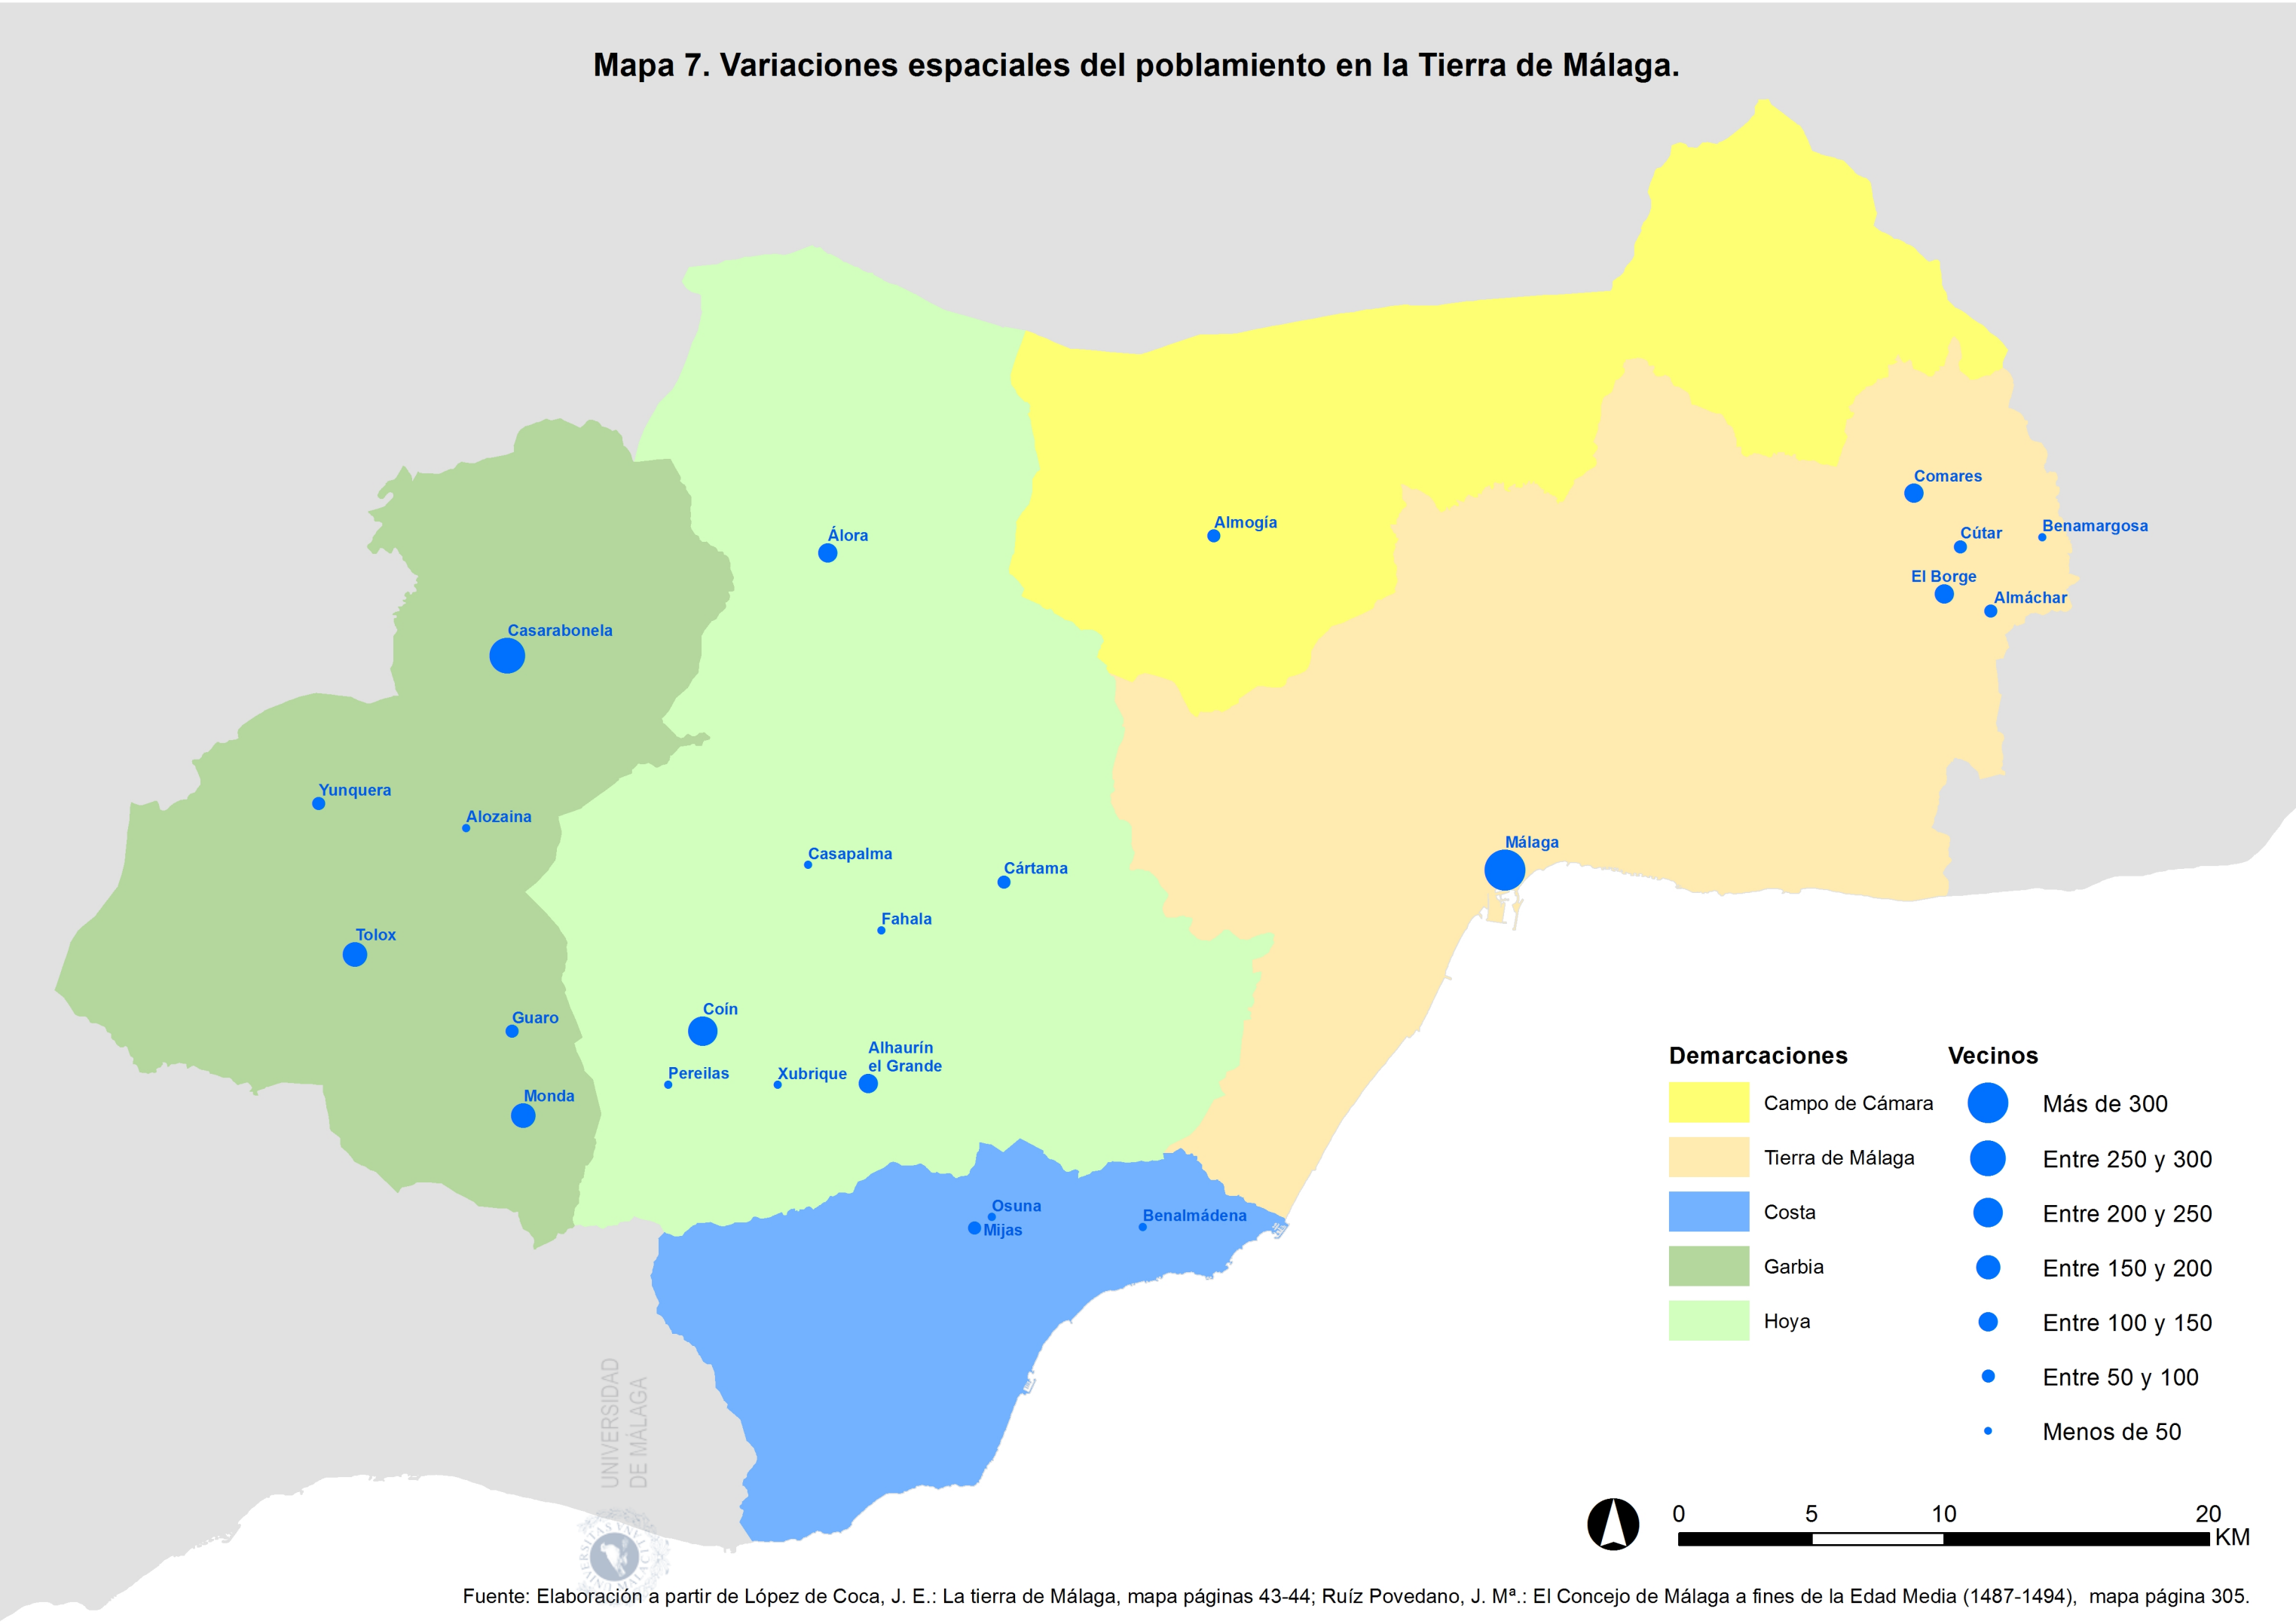 Mapa 7. Variaciones espaciales del poblamiento en la Tierra de Málaga.
Comares
Almogía
Benamargosa
Cútar
Álora
El Borge
Almáchar
Casarabonela
Yunquera
Alozaina
Málaga
Casapalma
Cártama
Fahala
Tolox
Coín
Guaro
Alhaurín
el Grande
Pereilas
Xubrique
Monda
Osuna
Mijas
Benalmádena
Demarcaciones
Campo de Cámara
Tierra de Málaga
Costa
Garbia
Hoya
Vecinos
Más de 300
Entre 250 y 300
Entre 200 y 250
Entre 150 y 200
Entre 100 y 150
Entre 50 y 100
Menos de 50
0 5 10 20
KM
UNIVERSIDAD
DE MÁLAGA
Fuente: Elaboración a partir de López de Coca, J. E.: La tierra de Málaga, mapa páginas 43-44; Ruíz Povedano, J. Mª.: El Concejo de Málaga a fines de la Edad Media (1487-1494), mapa página 305.